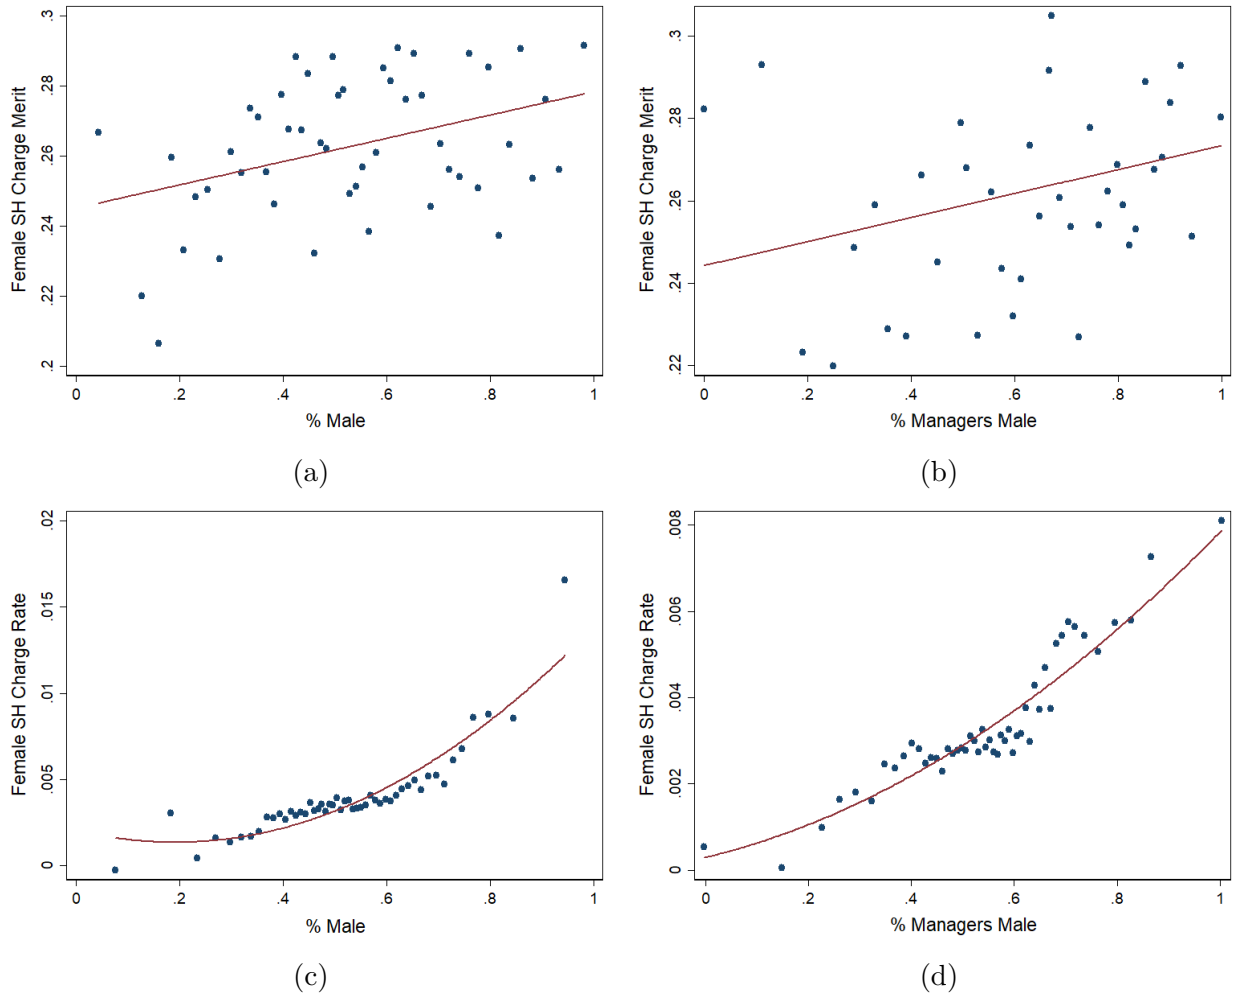 Female SH Charge Merit
.3
.28
.26
.24
.22
.2
0 .2 .4 .6 .8 1
% Male
(a)
Female SH Charge Merit
.3
.28
.26
.24
.22
0 .2 .4 .6 .8 1
% Managers Male
(b)
Female SH Charge Rate
.02
.015
.01
.005
0
0 .2 .4 .6 .8 1
% Male
(c)
Female SH Charge Rate
.008
.006
.004
.002
0
0 .2 .4 .6 .8 1
% Managers Male
(d)